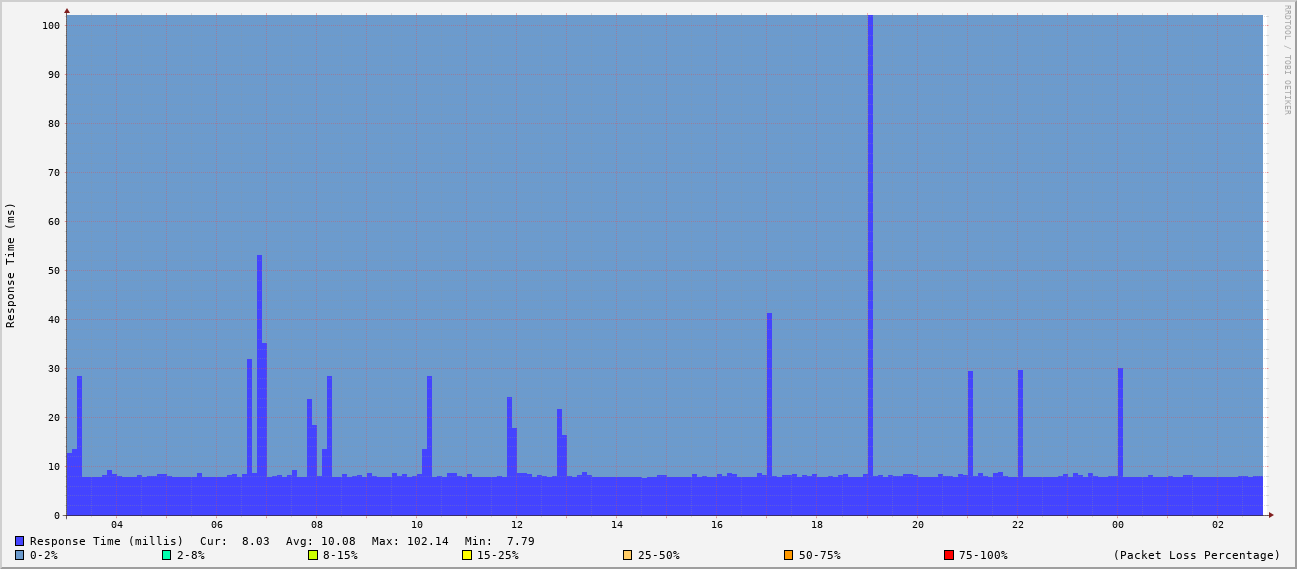 RRDTOOL / TOBI OETIKER
Response Time (ms)
100
90
80
70
60
50
40
30
20
10
0
04 06 08 10 12 14 16 18 20 22 00 02
Response Time (millis) Cur: 8.03 Avg: 10.08 Max: 102.14 Min: 7.79
0-2% 2-8% 8-15% 15-25% 25-50% 50-75% 75-100% (Packet Loss Percentage)